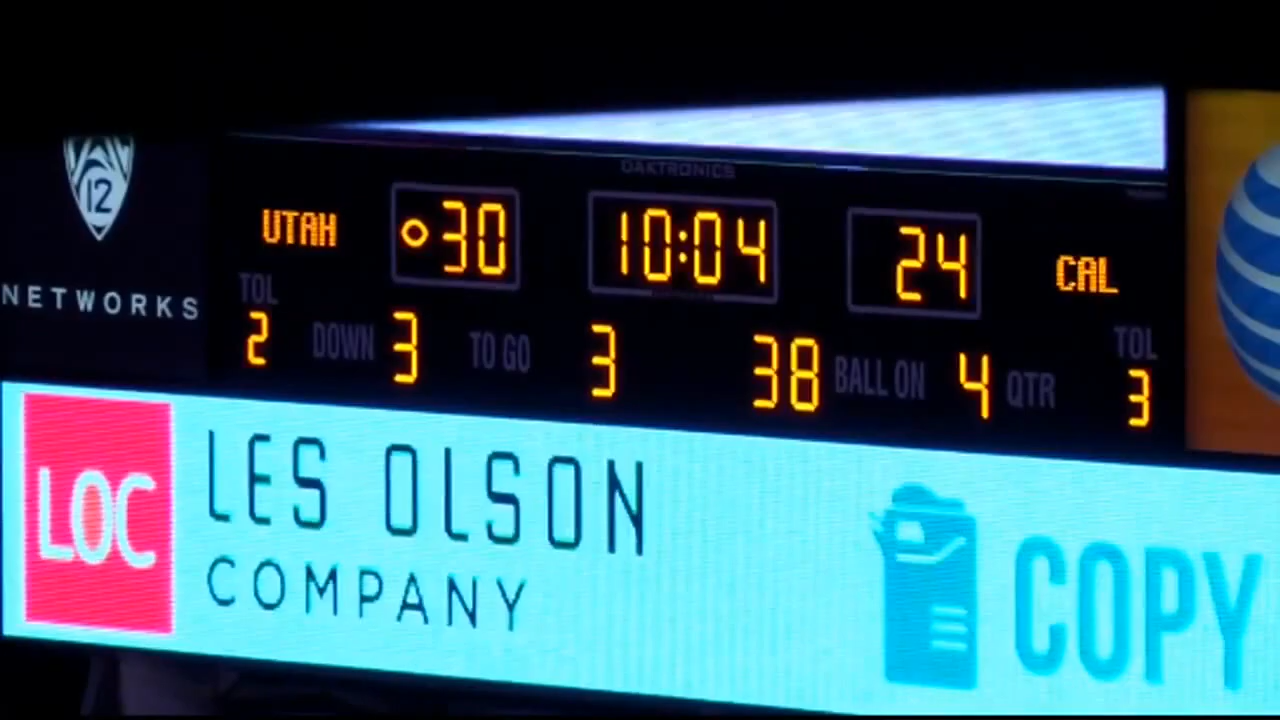 PAC
12
NETWORKS
DAKTRONICS
UTAH 30 10:04 24 CAL
TOL 2 DOWN 3 TO GO 3 38 BALL ON 4 QTR TOL 3
LOC
LES OLSON
COMPANY
COPY